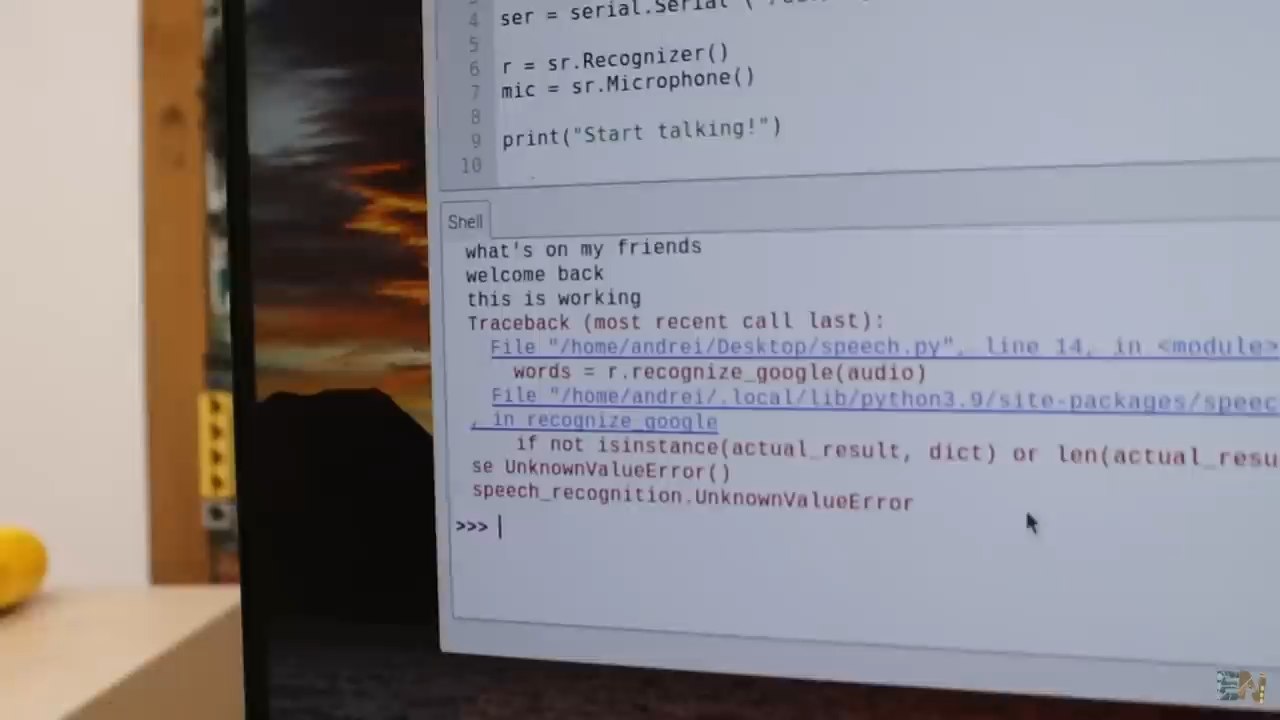 4 ser = serial.Serial (
5
6 r = sr.Recognizer()
7 mic = sr.Microphone()
8
9 print("Start talking!")
10
Shell
what's on my friends
welcome back
this is working
Traceback (most recent call last):
File "/home/andrei/Desktop/speech.py", line 14, in <module>
words = r.recognize_google(audio)
File "/home/andrei/.local/lib/python3.9/site-packages/speec
, in recognize_google
if not isinstance(actual_result, dict) or len(actual_resu
se UnknownValueError()
speech_recognition.UnknownValueError
>>>